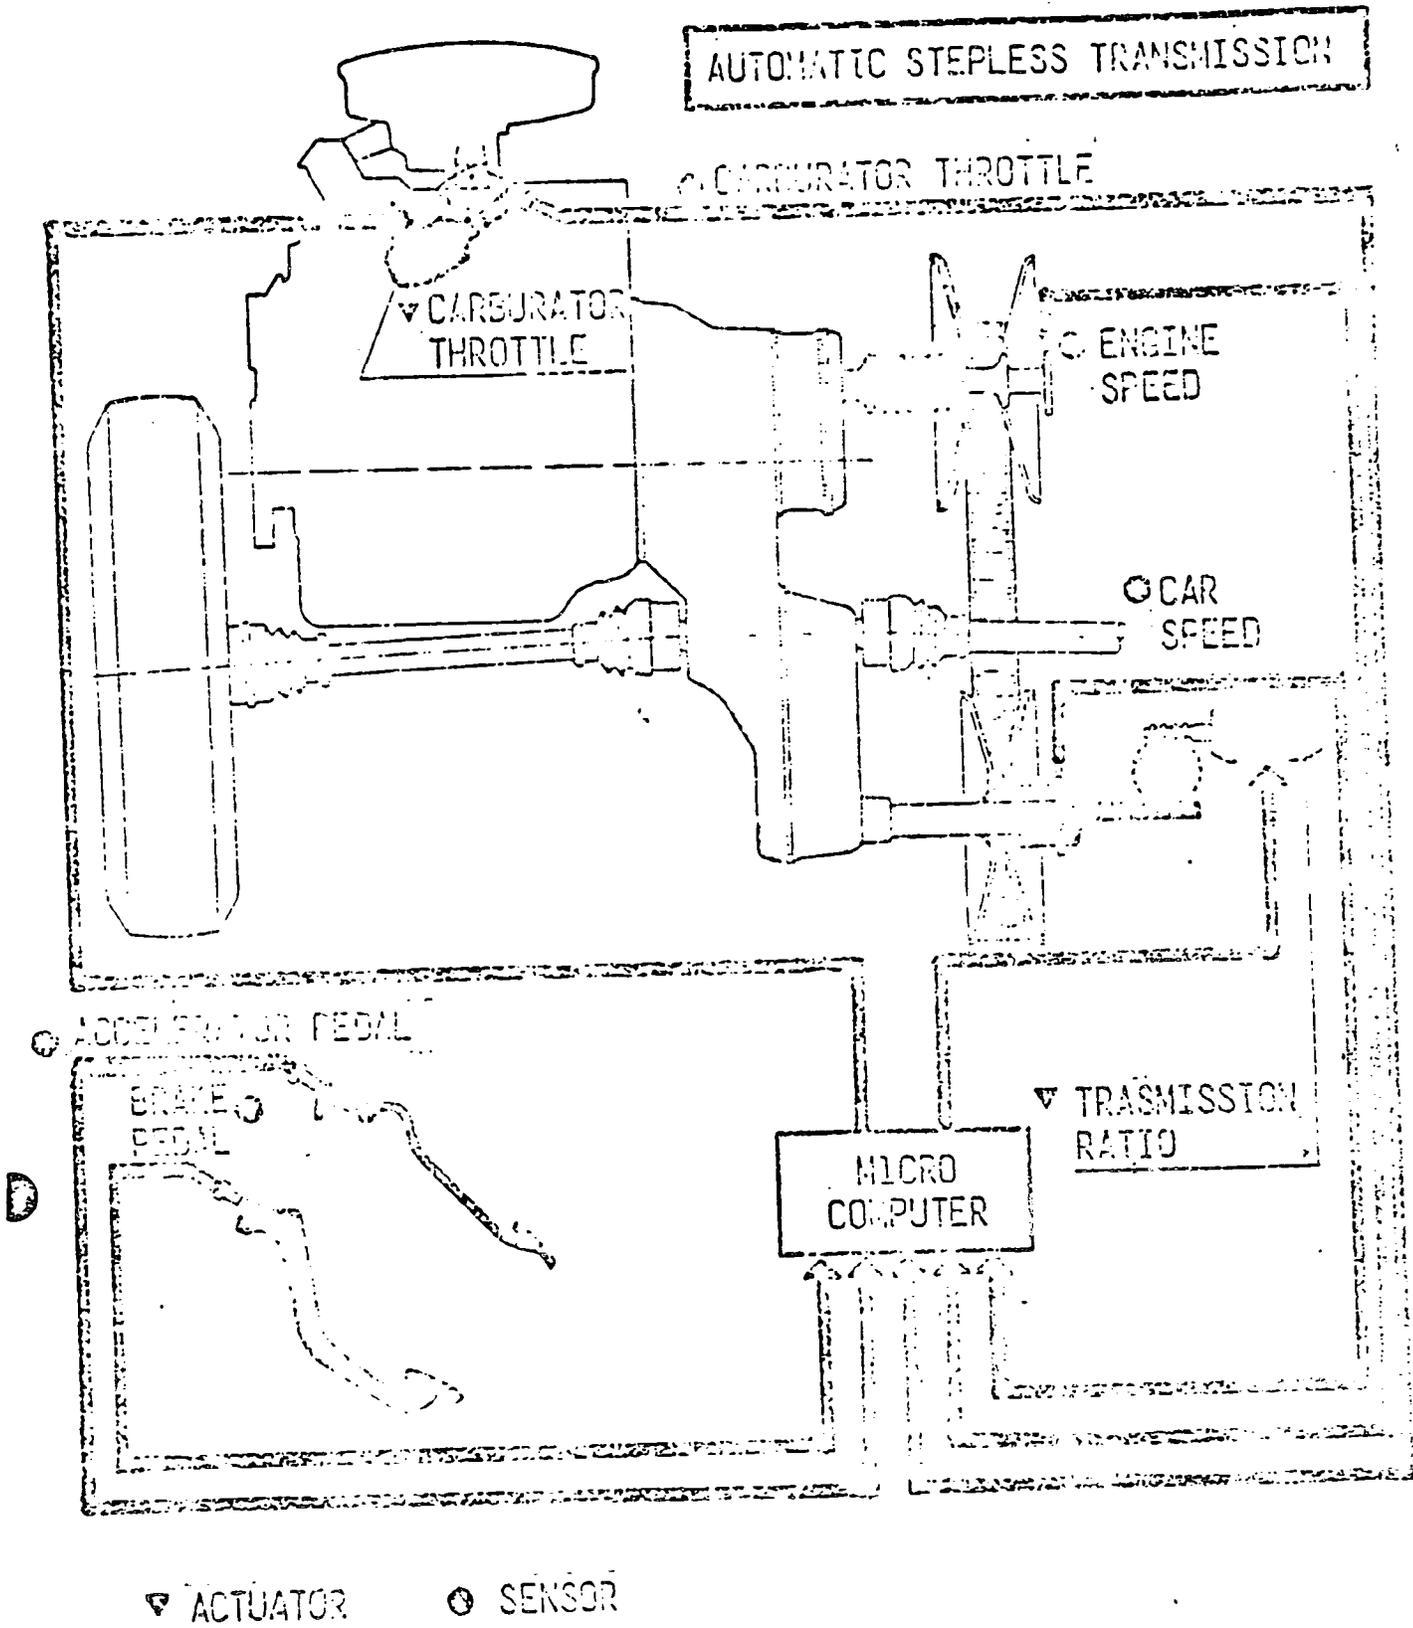 AUTOMATIC STEPLESS TRANSMISSION
CARBURATOR THROTTLE
CARBURATOR
THROTTLE
ENGINE
SPEED
CAR
SPEED
ACCELERATOR PEDAL
BRAKE
PEDAL
TRASMISSION
RATIO
MICRO
COMPUTER
ACTUATOR
SENSOR